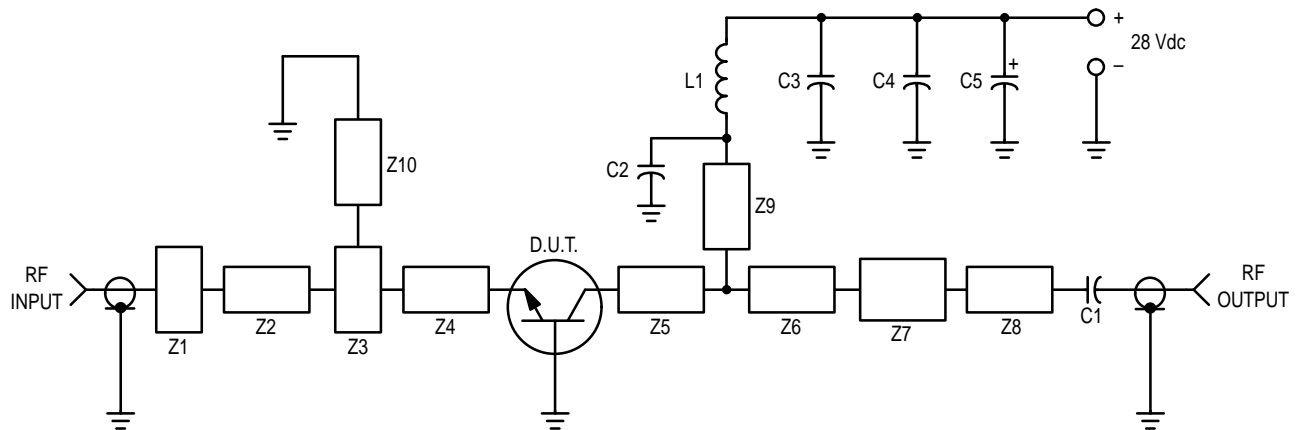 +
28 Vdc
–
L1
C3
C4
C5
+
Z10
C2
Z9
D.U.T.
RF
INPUT
RF
OUTPUT
Z1
Z2
Z3
Z4
Z5
Z6
Z7
Z8
C1